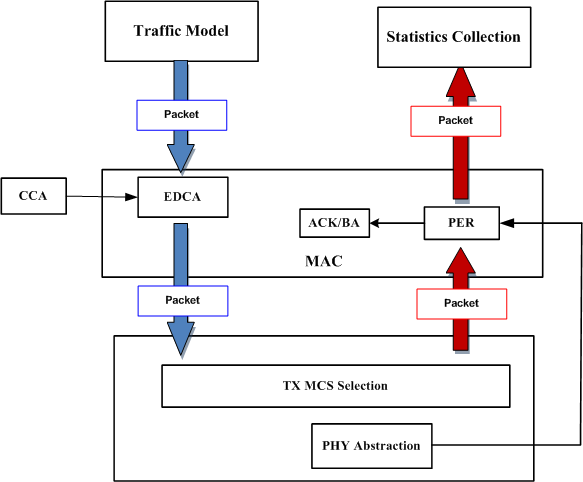 Traffic Model
Statistics Collection
Packet
Packet
CCA
EDCA
ACK/BA
PER
MAC
Packet
Packet
TX MCS Selection
PHY Abstraction